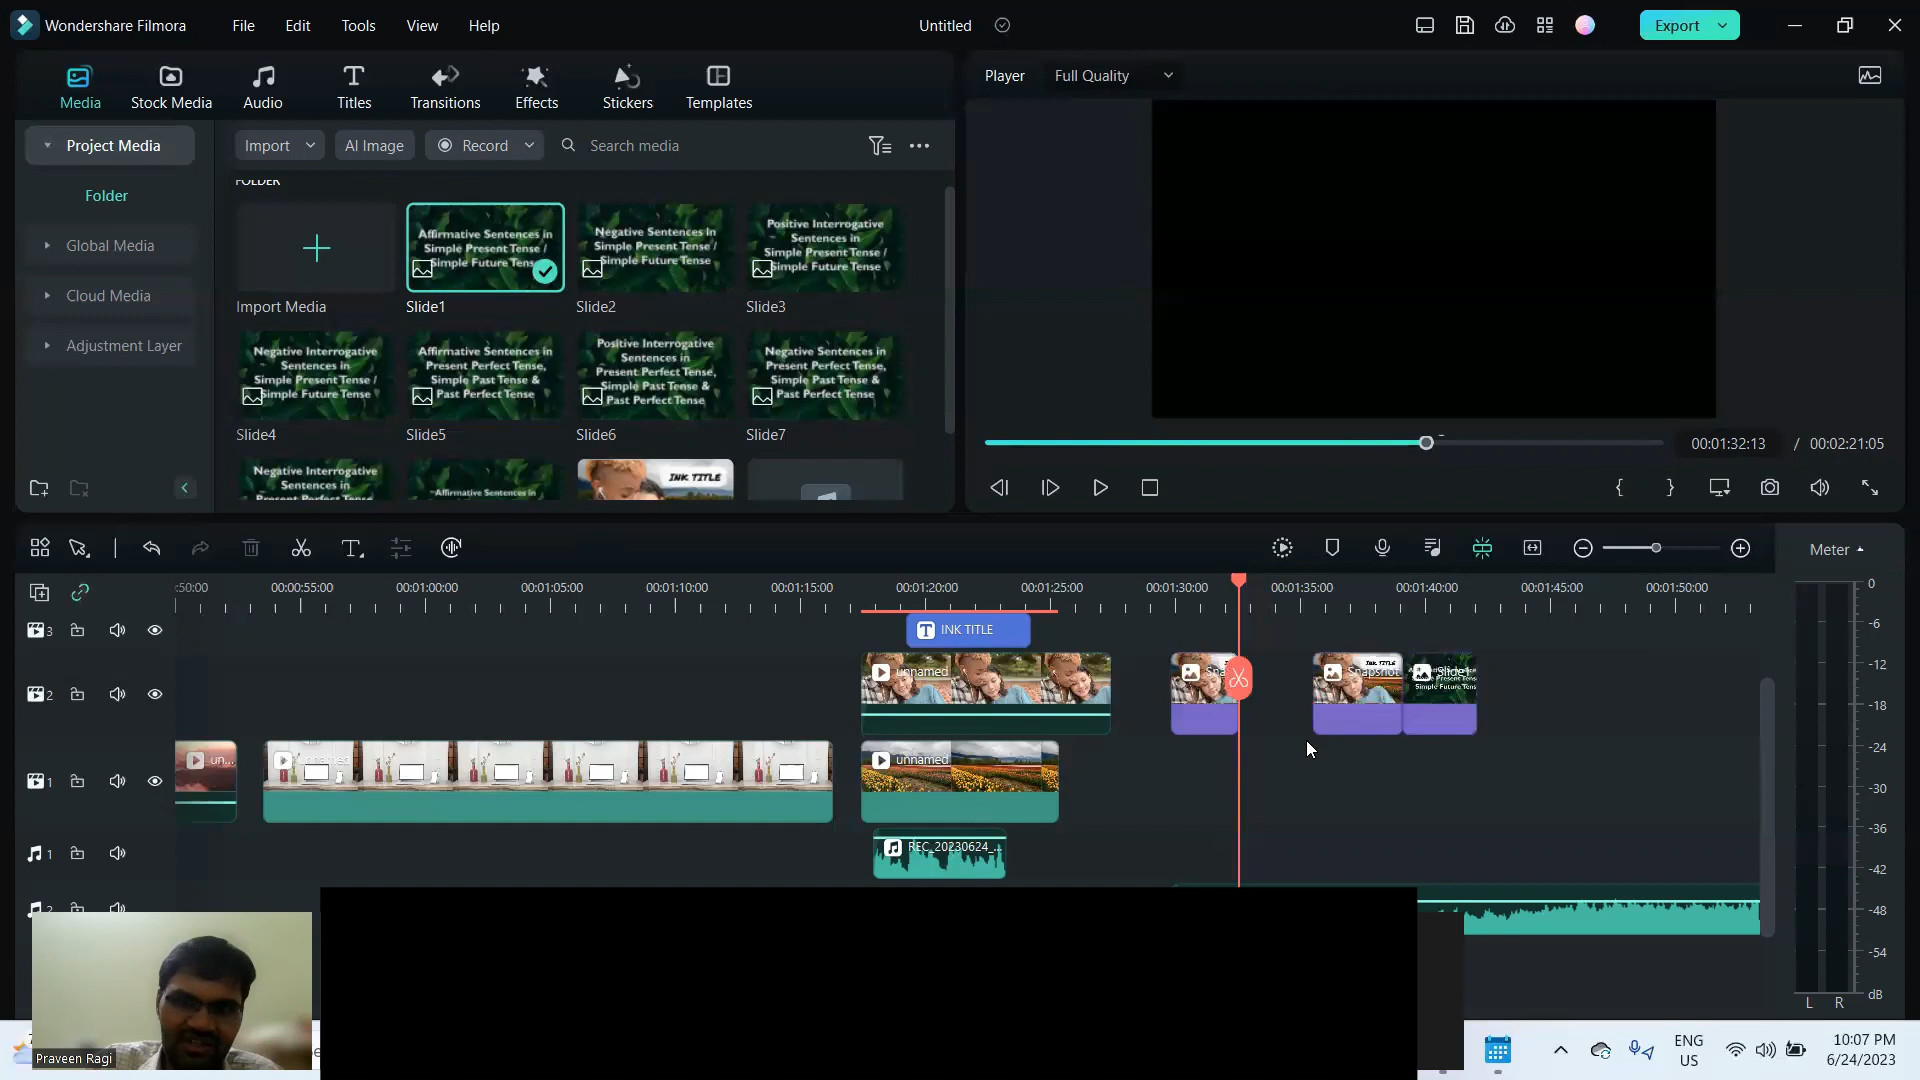 Wondershare Filmora
File
Edit
Tools
View
Help
Untitled
Export
Media
Stock Media
Audio
Titles
Transitions
Effects
Stickers
Templates
Player
Full Quality
Project Media
Import
AI Image
Record
Search media
Folder
FOLDER
Global Media
Cloud Media
Adjustment Layer
Affirmative Sentences in
Simple Present Tense /
Simple Future Tense
Negative Sentences In
Simple Present Tense /
Simple Future Tense
Positive Interrogative
Sentences in
Simple Present Tense /
Simple Future Tense
Import Media
Slide1
Slide2
Slide3
Negative Interrogative
Sentences in
Simple Present Tense /
Simple Future Tense
Affirmative Sentences in
Present Perfect Tense,
Simple Past Tense &
Past Perfect Tense
Positive Interrogative
Sentences in
Present Perfect Tense,
Simple Past Tense &
Past Perfect Tense
Negative Sentences in
Present Perfect Tense,
Simple Past Tense &
Past Perfect Tense
Slide4
Slide5
Slide6
Slide7
Negative Interrogative
Sentences in
Affirmative Sentences in
INK TITLE
00:01:32:13 / 00:02:21:05
Meter
:50:00
00:00:55:00
00:01:00:00
00:01:05:00
00:01:10:00
00:01:15:00
00:01:20:00
00:01:25:00
00:01:30:00
00:01:35:00
00:01:40:00
00:01:45:00
00:01:50:00
3
INK TITLE
2
unnamed
Sna
Snapshot
INK TITLE
Slide1
1
un...
unnamed
unnamed
1
REC_20230624_...
2
0
-6
-12
-18
-24
-30
-36
-42
-48
-54
dB
L R
Praveen Ragi
ENG
US
10:07 PM
6/24/2023